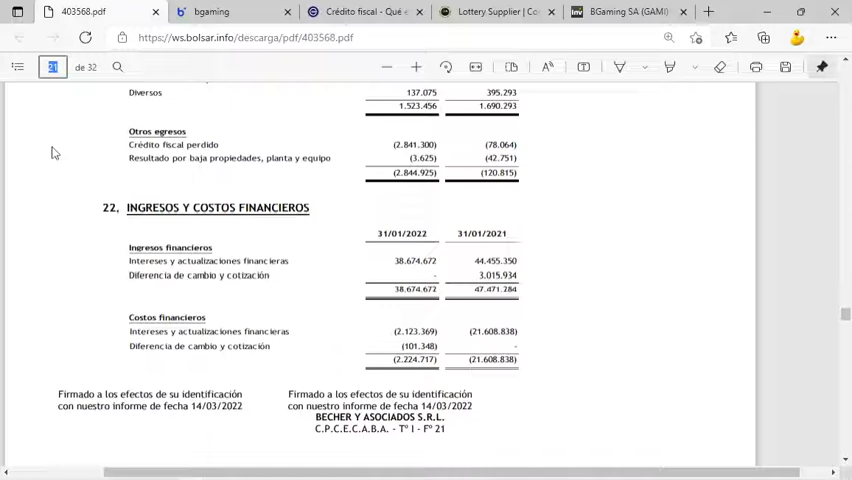 403568.pdf
bgaming
Crédito fiscal - Qué e
Lottery Supplier | Co
BGaming SA (GAMI)
https://ws.bolsar.info/descarga/pdf/403568.pdf
21 de 32
Diversos 137.075 395.293
1.523.456 1.690.293
Otros egresos
Crédito fiscal perdido (2.841.300) (78.064)
Resultado por baja propiedades, planta y equipo (3.625) (42.751)
(2.844.925) (120.815)
22. INGRESOS Y COSTOS FINANCIEROS
31/01/2022 31/01/2021
Ingresos financieros
Intereses y actualizaciones financieras 38.674.672 44.455.350
Diferencia de cambio y cotización - 3.015.934
38.674.672 47.471.284
Costos financieros
Intereses y actualizaciones financieras (2.123.369) (21.608.838)
Diferencia de cambio y cotización (101.348) -
(2.224.717) (21.608.838)
Firmado a los efectos de su identificación
con nuestro informe de fecha 14/03/2022
Firmado a los efectos de su identificación
con nuestro informe de fecha 14/03/2022
BECHER Y ASOCIADOS S.R.L.
C.P.C.E.C.A.B.A. - Tº I - Fº 21